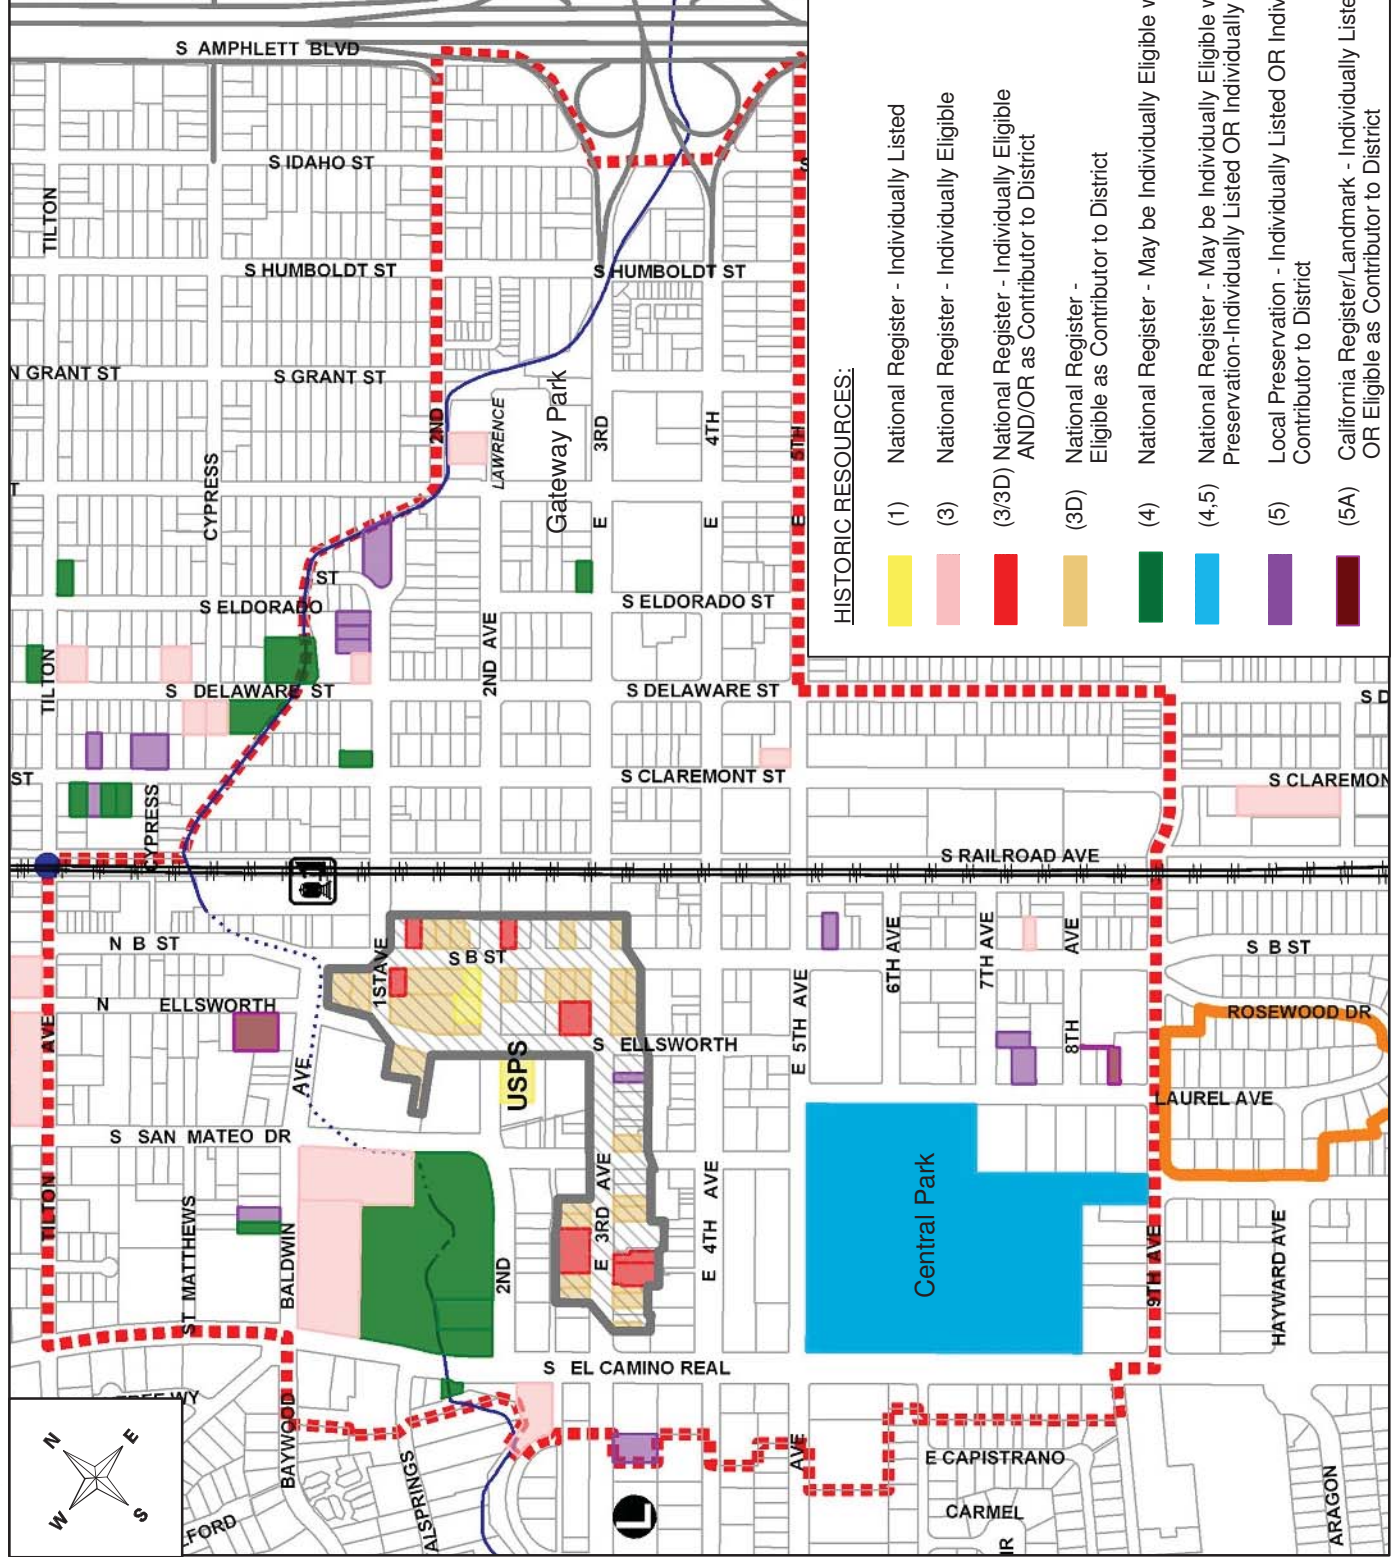 S AMPHLETT BLVD
S IDAHO ST
TILTON
S HUMBOLDT ST
S HUMBOLDT ST
N GRANT ST
S GRANT ST
2ND
LAWRENCE
Gateway Park
3RD
4TH
5TH
CYPRESS
E
E
E
ST
S ELDORADO
S ELDORADO ST
TILTON
2ND AVE
S DELAWARE ST
S DELAWARE ST
S D
ST
CYPRESS
S CLAREMONT ST
S CLAREMON
S RAILROAD AVE
N B ST
1ST AVE
S B ST
6TH AVE
7TH AVE
AVE
S B ST
N ELLSWORTH
AVE
AVE
USPS
S ELLSWORTH
E 5TH AVE
8TH
ROSEWOOD DR
LAUREL AVE
S SAN MATEO DR
TILTON
ST MATTHEWS
BALDWIN
2ND
E 3RD AVE
E 4TH AVE
Central Park
9TH AVE
HAYWARD AVE
S EL CAMINO REAL
WY
BAYWOOD
ALSPRINGS
AVE
E CAPISTRANO
CARMEL
IR
ARAGON
FORD
L
N
E
W
S
HISTORIC RESOURCES:
(1) National Register - Individually Listed
(3) National Register - Individually Eligible
(3/3D) National Register - Individually Eligible
AND/OR as Contributor to District
(3D) National Register -
Eligible as Contributor to District
(4) National Register - May be Individually Eligible w
(4,5) National Register - May be Individually Eligible w
Preservation-Individually Listed OR Individually
(5) Local Preservation - Individually Listed OR Indiv
Contributor to District
(5A) California Register/Landmark - Individually Liste
OR Eligible as Contributor to District